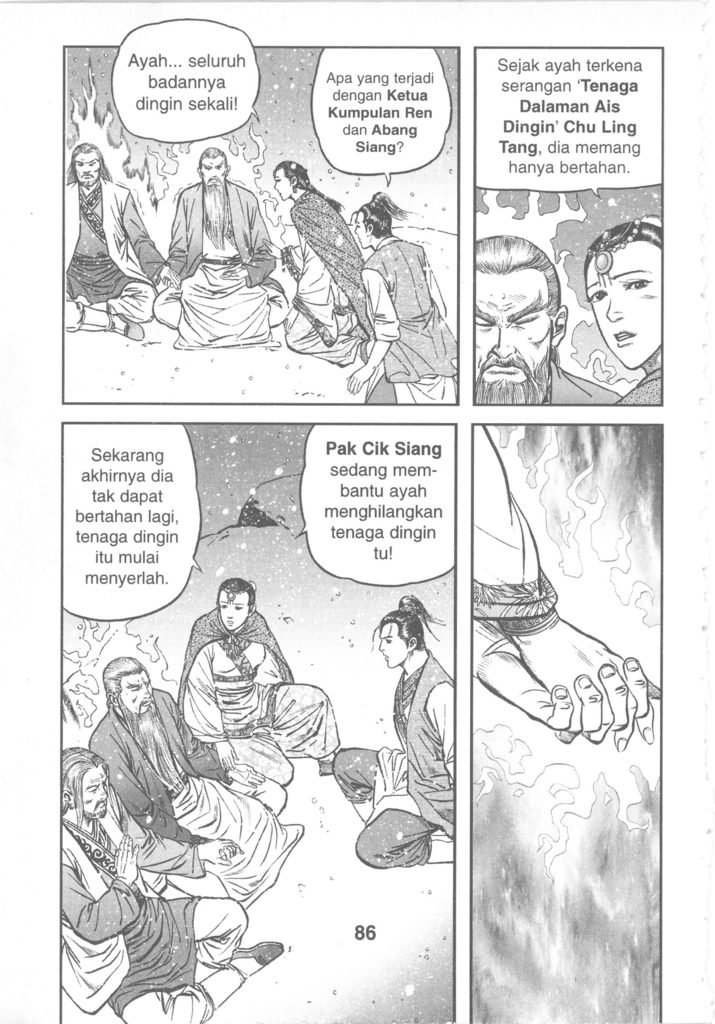 Ayah... seluruh
badannya
dingin sekali!
Apa yang terjadi
dengan Ketua
Kumpulan Ren
dan Abang
Siang?
Sejak ayah terkena
serangan ‘Tenaga
Dalaman Ais
Dingin’ Chu Ling
Tang, dia memang
hanya bertahan.
Sekarang
akhirnya dia
tak dapat
bertahan lagi,
tenaga dingin
itu mulai
menyerlah.
Pak Cik Siang
sedang mem-
bantu ayah
menghilangkan
tenaga dingin
tu!
86